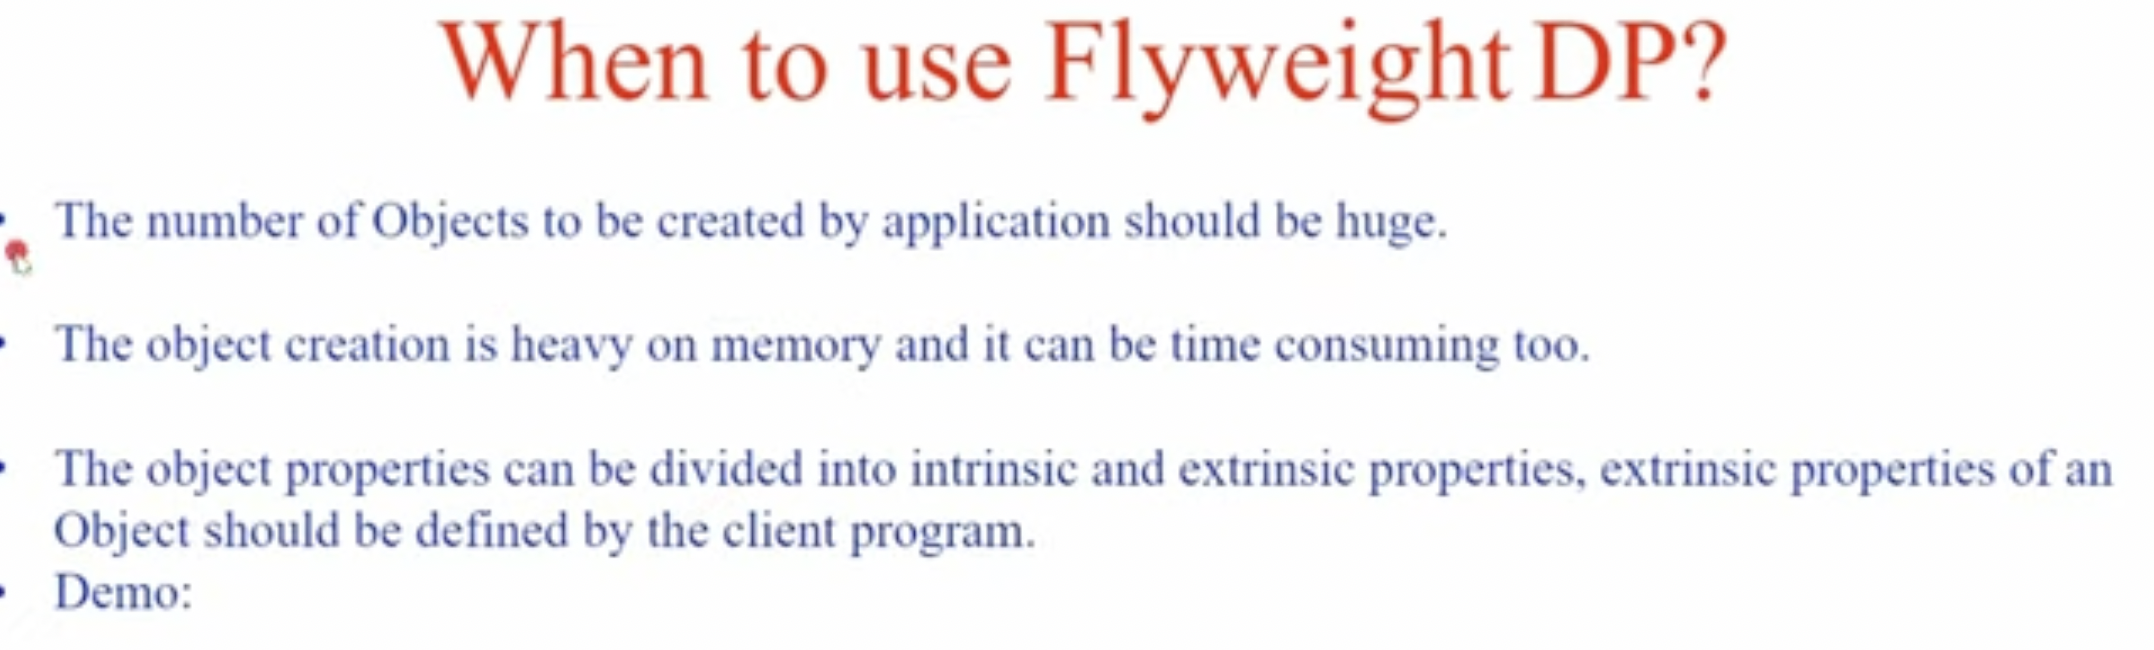 When to use Flyweight DP?
• The number of Objects to be created by application should be huge.
• The object creation is heavy on memory and it can be time consuming too.
• The object properties can be divided into intrinsic and extrinsic properties, extrinsic properties of an
Object should be defined by the client program.
• Demo: